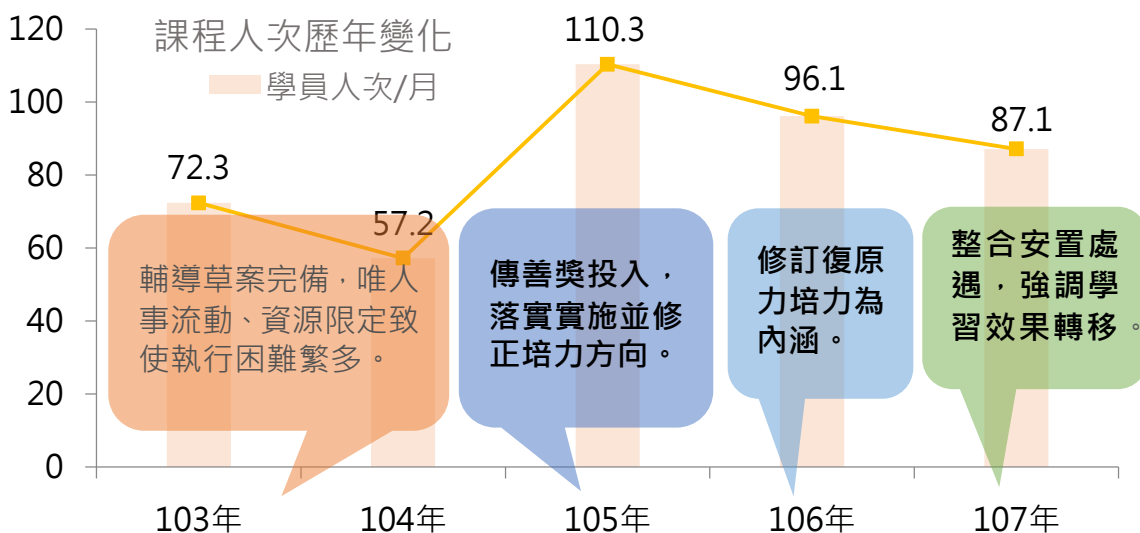 課程人次歷年變化
學員人次/月
120
100
80
60
40
20
0
72.3
57.2
110.3
96.1
87.1
輔導草案完備，唯人
事流動、資源限定致
使執行困難繁多。
傳善獎投入，
落實實施並修
正培力方向。
修訂復原
力培力為
內涵。
整合安置處
遇，強調學
習效果轉移。
103年
104年
105年
106年
107年